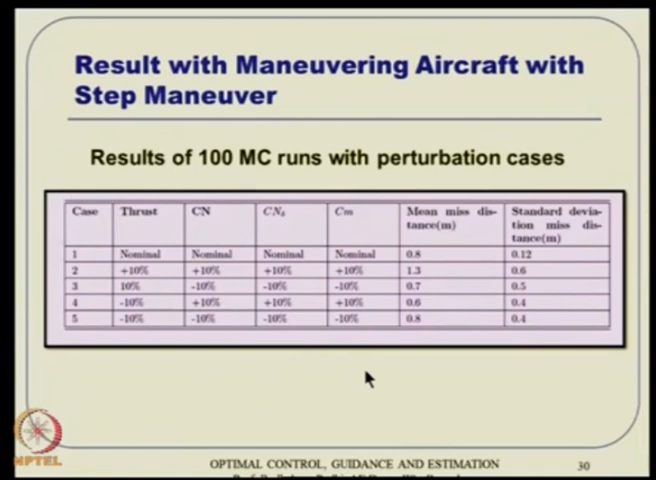 Result with Maneuvering Aircraft with
Step Maneuver
Results of 100 MC runs with perturbation cases
Case Thrust CN CNδ Cm Mean miss dis- Standard devia-
tance(m) tion miss dis-
tance(m)
1 Nominal Nominal Nominal Nominal 0.8 0.12
2 +10% +10% +10% +10% 1.3 0.6
3 10% -10% -10% -10% 0.7 0.5
4 -10% +10% +10% +10% 0.6 0.4
5 -10% -10% -10% -10% 0.8 0.4
NPTEL
OPTIMAL CONTROL, GUIDANCE AND ESTIMATION
30